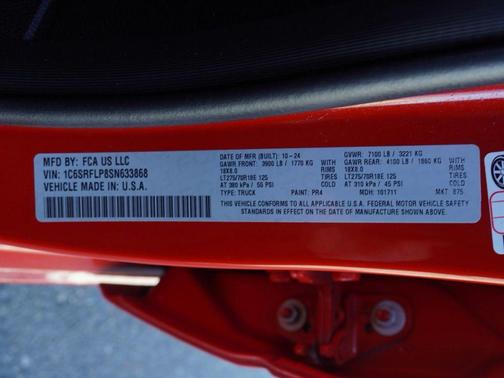 MFD BY: FCA US LLC
VIN: 1C6SRFLP8SN633868
VEHICLE MADE IN: U.S.A.
DATE OF MFR (BUILT): 10-24 GVWR: 7100 LB / 3221 KG
GAWR FRONT: 3900 LB / 1770 KG WITH GAWR REAR: 4100 LB / 1860 KG WITH
18X8.0 RIMS 18X8.0 RIMS
LT275/70R18E 125 TIRES LT275/70R18E 125 TIRES
AT 380 kPa / 55 PSI COLD AT 310 kPa / 45 PSI COLD
TYPE: TRUCK PAINT: PR4 MDH: 101711 MKT 875
THIS VEHICLE CONFORMS TO ALL APPLICABLE U.S.A. FEDERAL MOTOR VEHICLE SAFETY
STANDARDS IN EFFECT ON THE DATE OF MANUFACTURE SHOWN ABOVE.